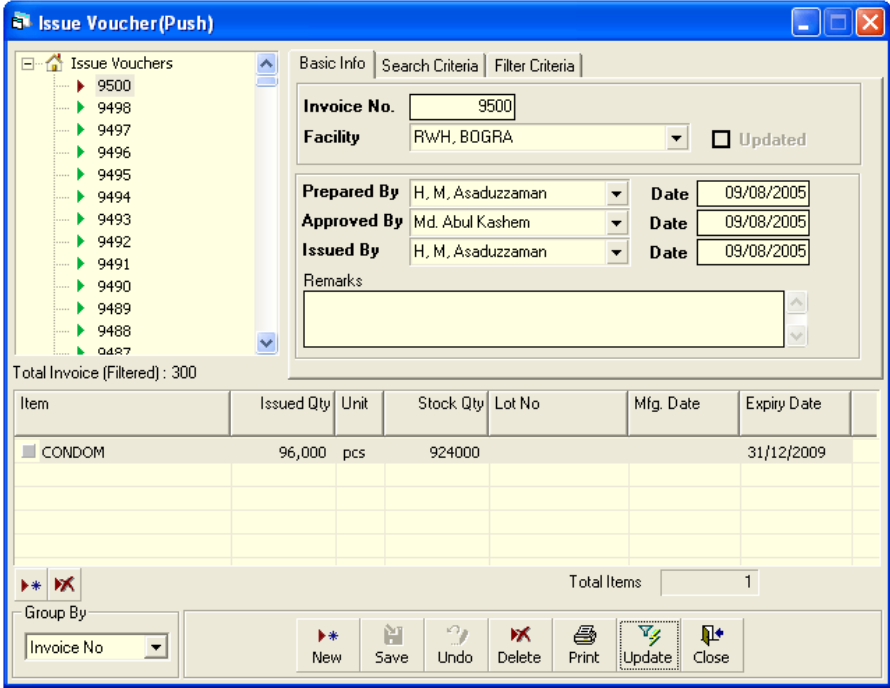 Issue Voucher(Push)
Issue Vouchers
9500
9498
9497
9496
9495
9494
9493
9492
9491
9490
9489
9488
9487
Total Invoice (Filtered) : 300
Basic Info Search Criteria Filter Criteria
Invoice No. 9500
Facility RWH, BOGRA Updated
Prepared By H, M, Asaduzzaman Date 09/08/2005
Approved By Md. Abul Kashem Date 09/08/2005
Issued By H, M, Asaduzzaman Date 09/08/2005
Remarks
Item Issued Qty Unit Stock Qty Lot No Mfg. Date Expiry Date
CONDOM 96,000 pcs 924000 31/12/2009
Total Items 1
Group By
Invoice No
New Save Undo Delete Print Update Close